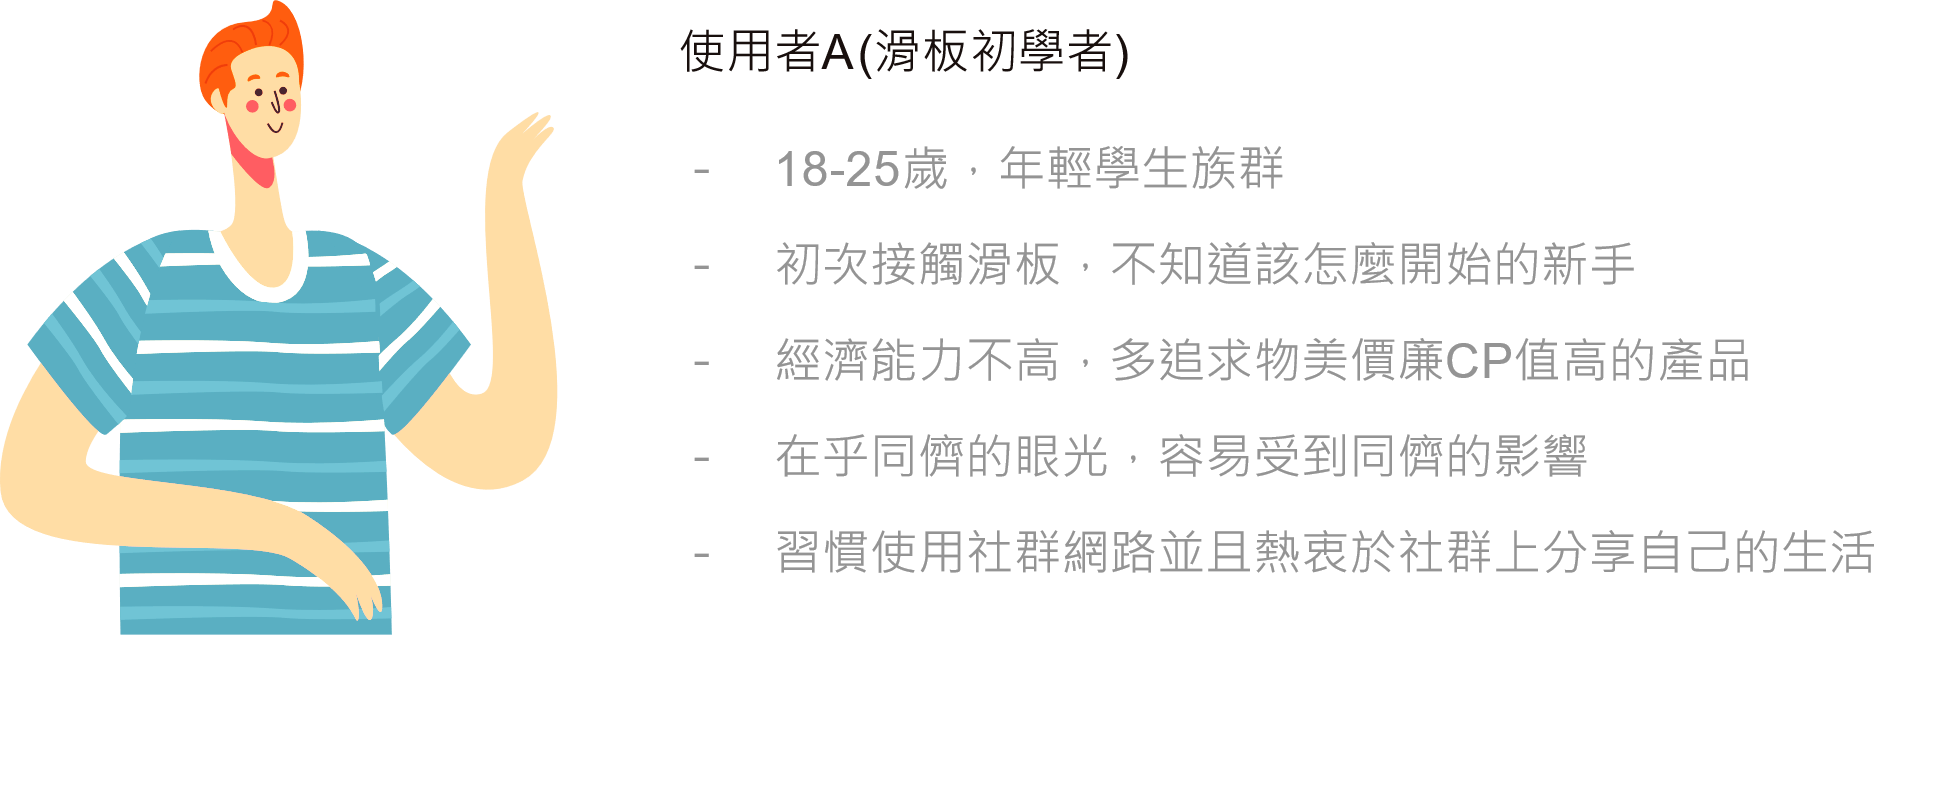 使用者A(滑板初學者)
- 18-25歲，年輕學生族群
- 初次接觸滑板，不知道該怎麼開始的新手
- 經濟能力不高，多追求物美價廉CP值高的產品
- 在乎同儕的眼光，容易受到同儕的影響
- 習慣使用社群網路並且熱衷於社群上分享自己的生活